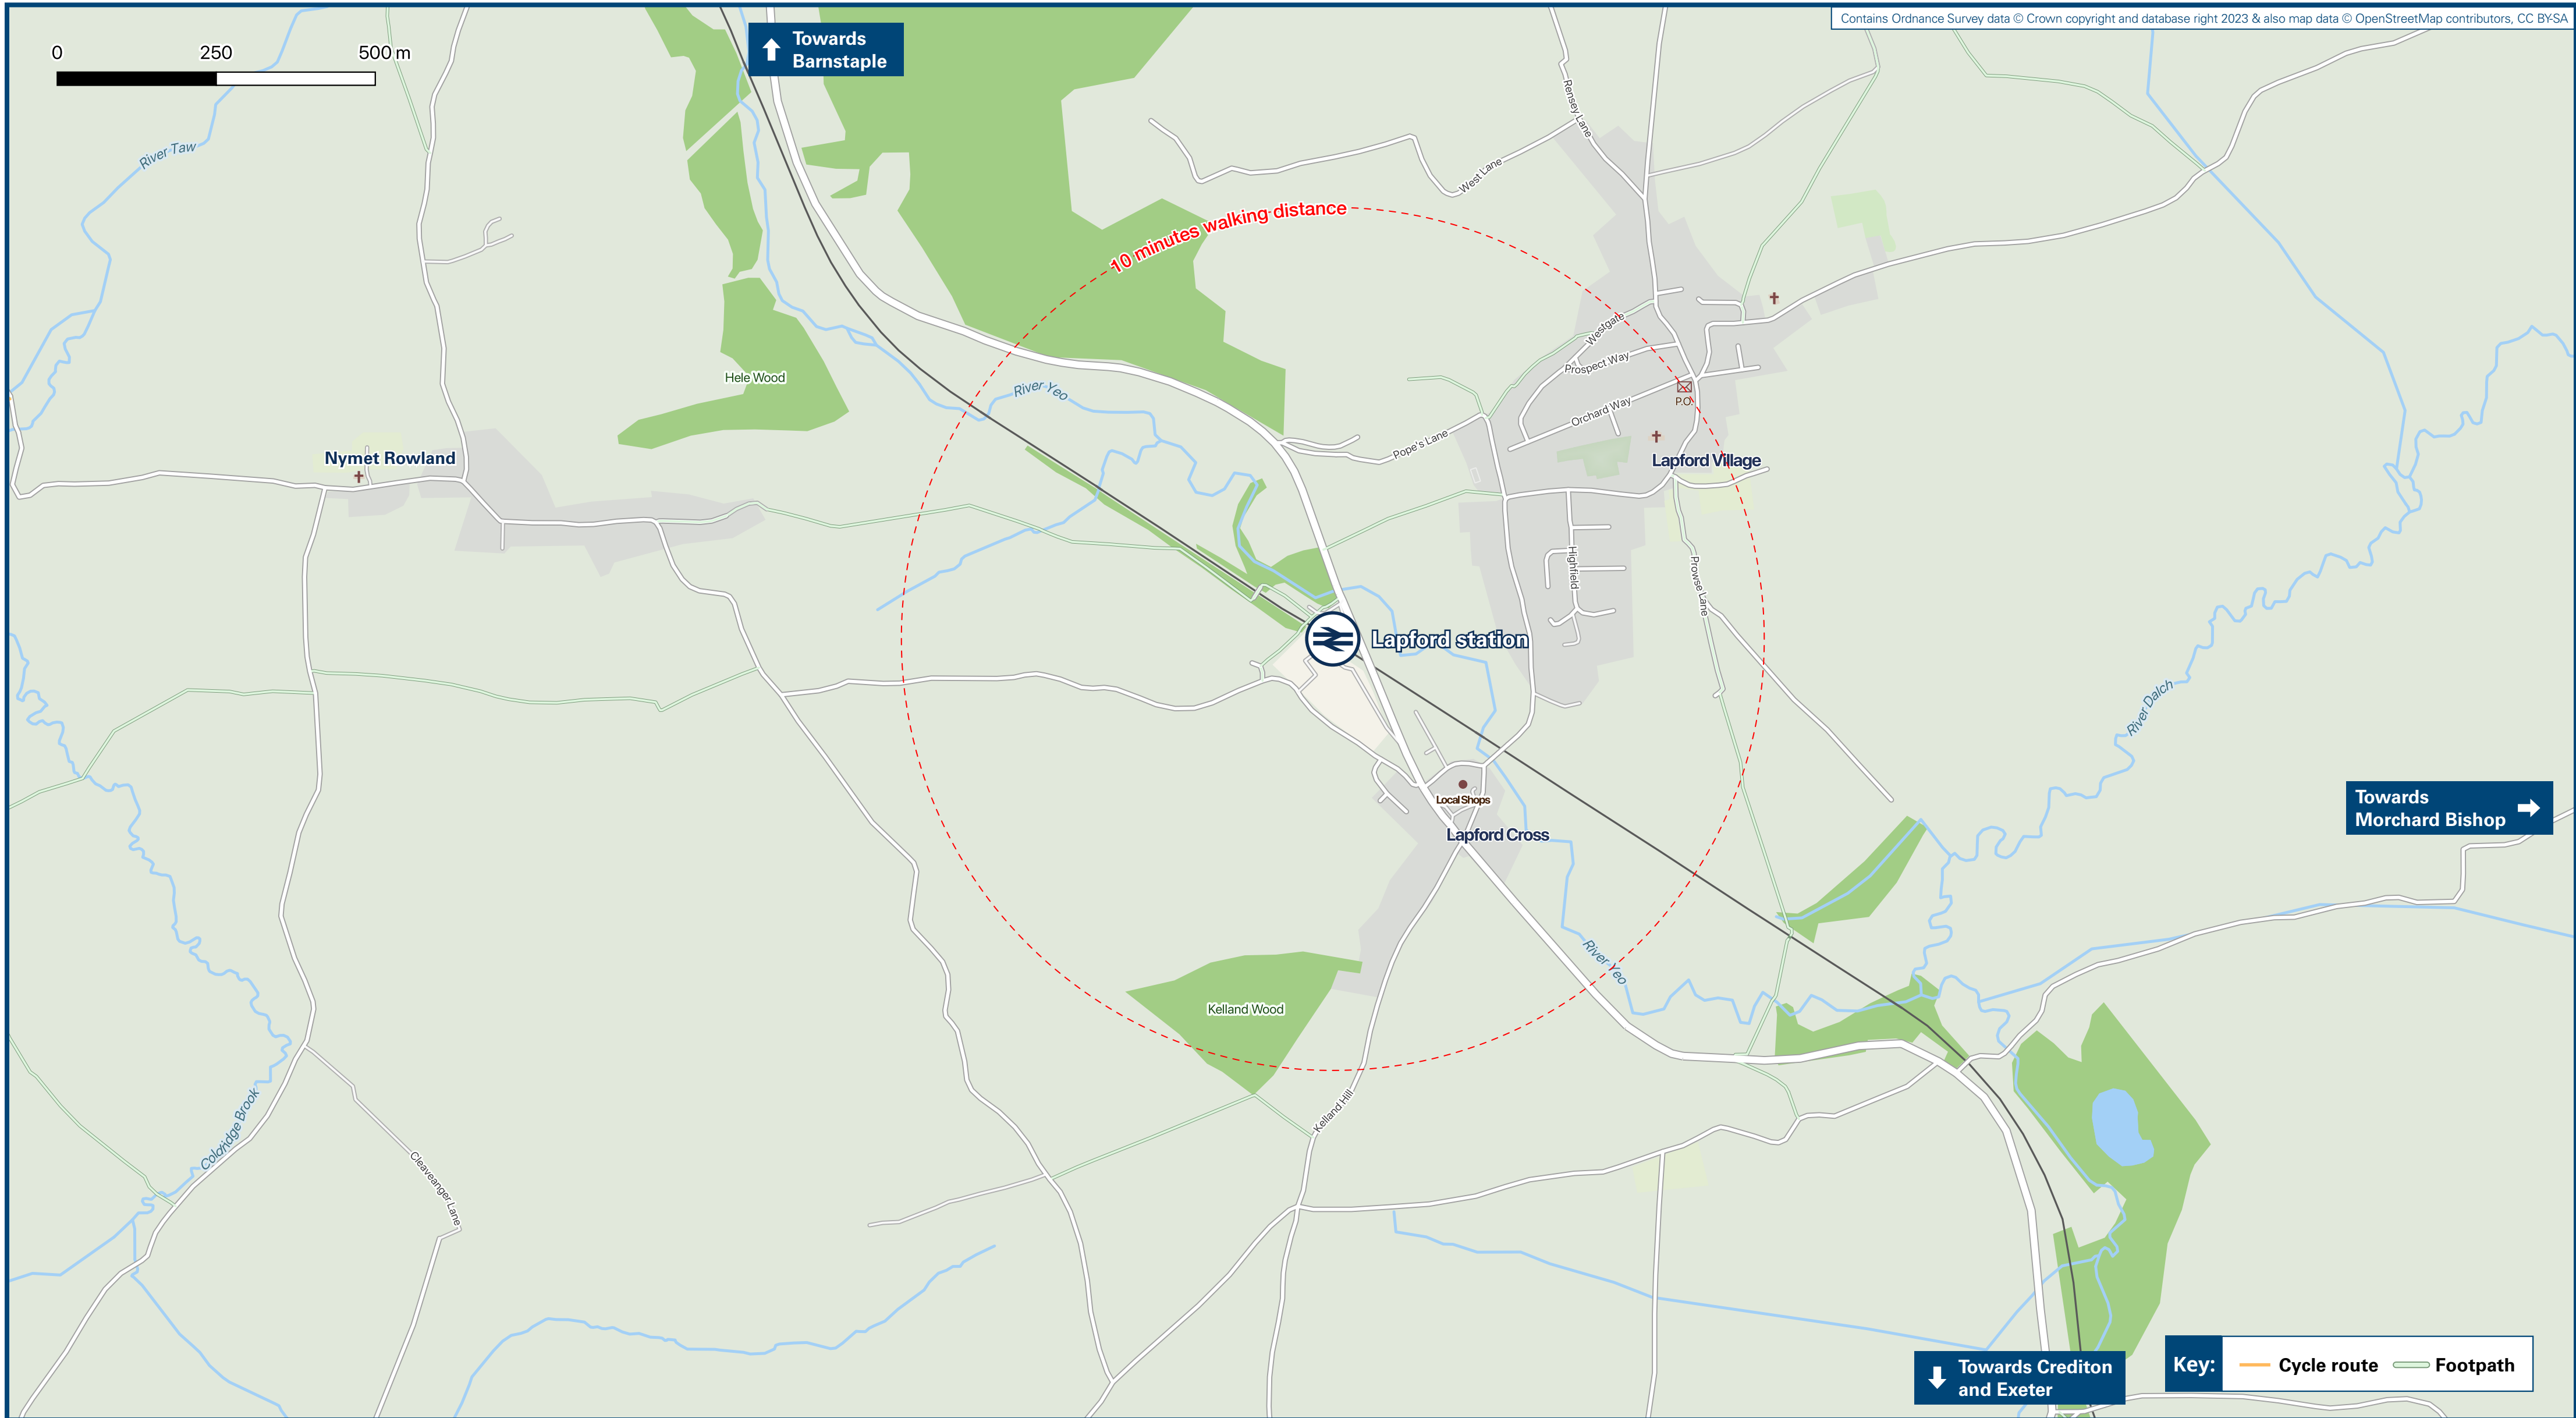 Contains Ordnance Survey data © Crown copyright and database right 2023 & also map data © OpenStreetMap contributors, CC BY-SA
0 250 500 m
Towards
Barnstaple
River Taw
Rensey Lane
West Lane
10 minutes walking distance
Westgate
Prospect Way
Hele Wood
River Yeo
P.O.
Orchard Way
Pope's Lane
Nymet Rowland
Lapford Village
Highfield
Prowse Lane
Lapford station
River Dalch
Towards
Morchard Bishop
Local Shops
Lapford Cross
River Yeo
Kelland Wood
Kelland Hill
Coldridge Brook
Cleaveanger Lane
Towards Crediton
and Exeter
Key: Cycle route Footpath